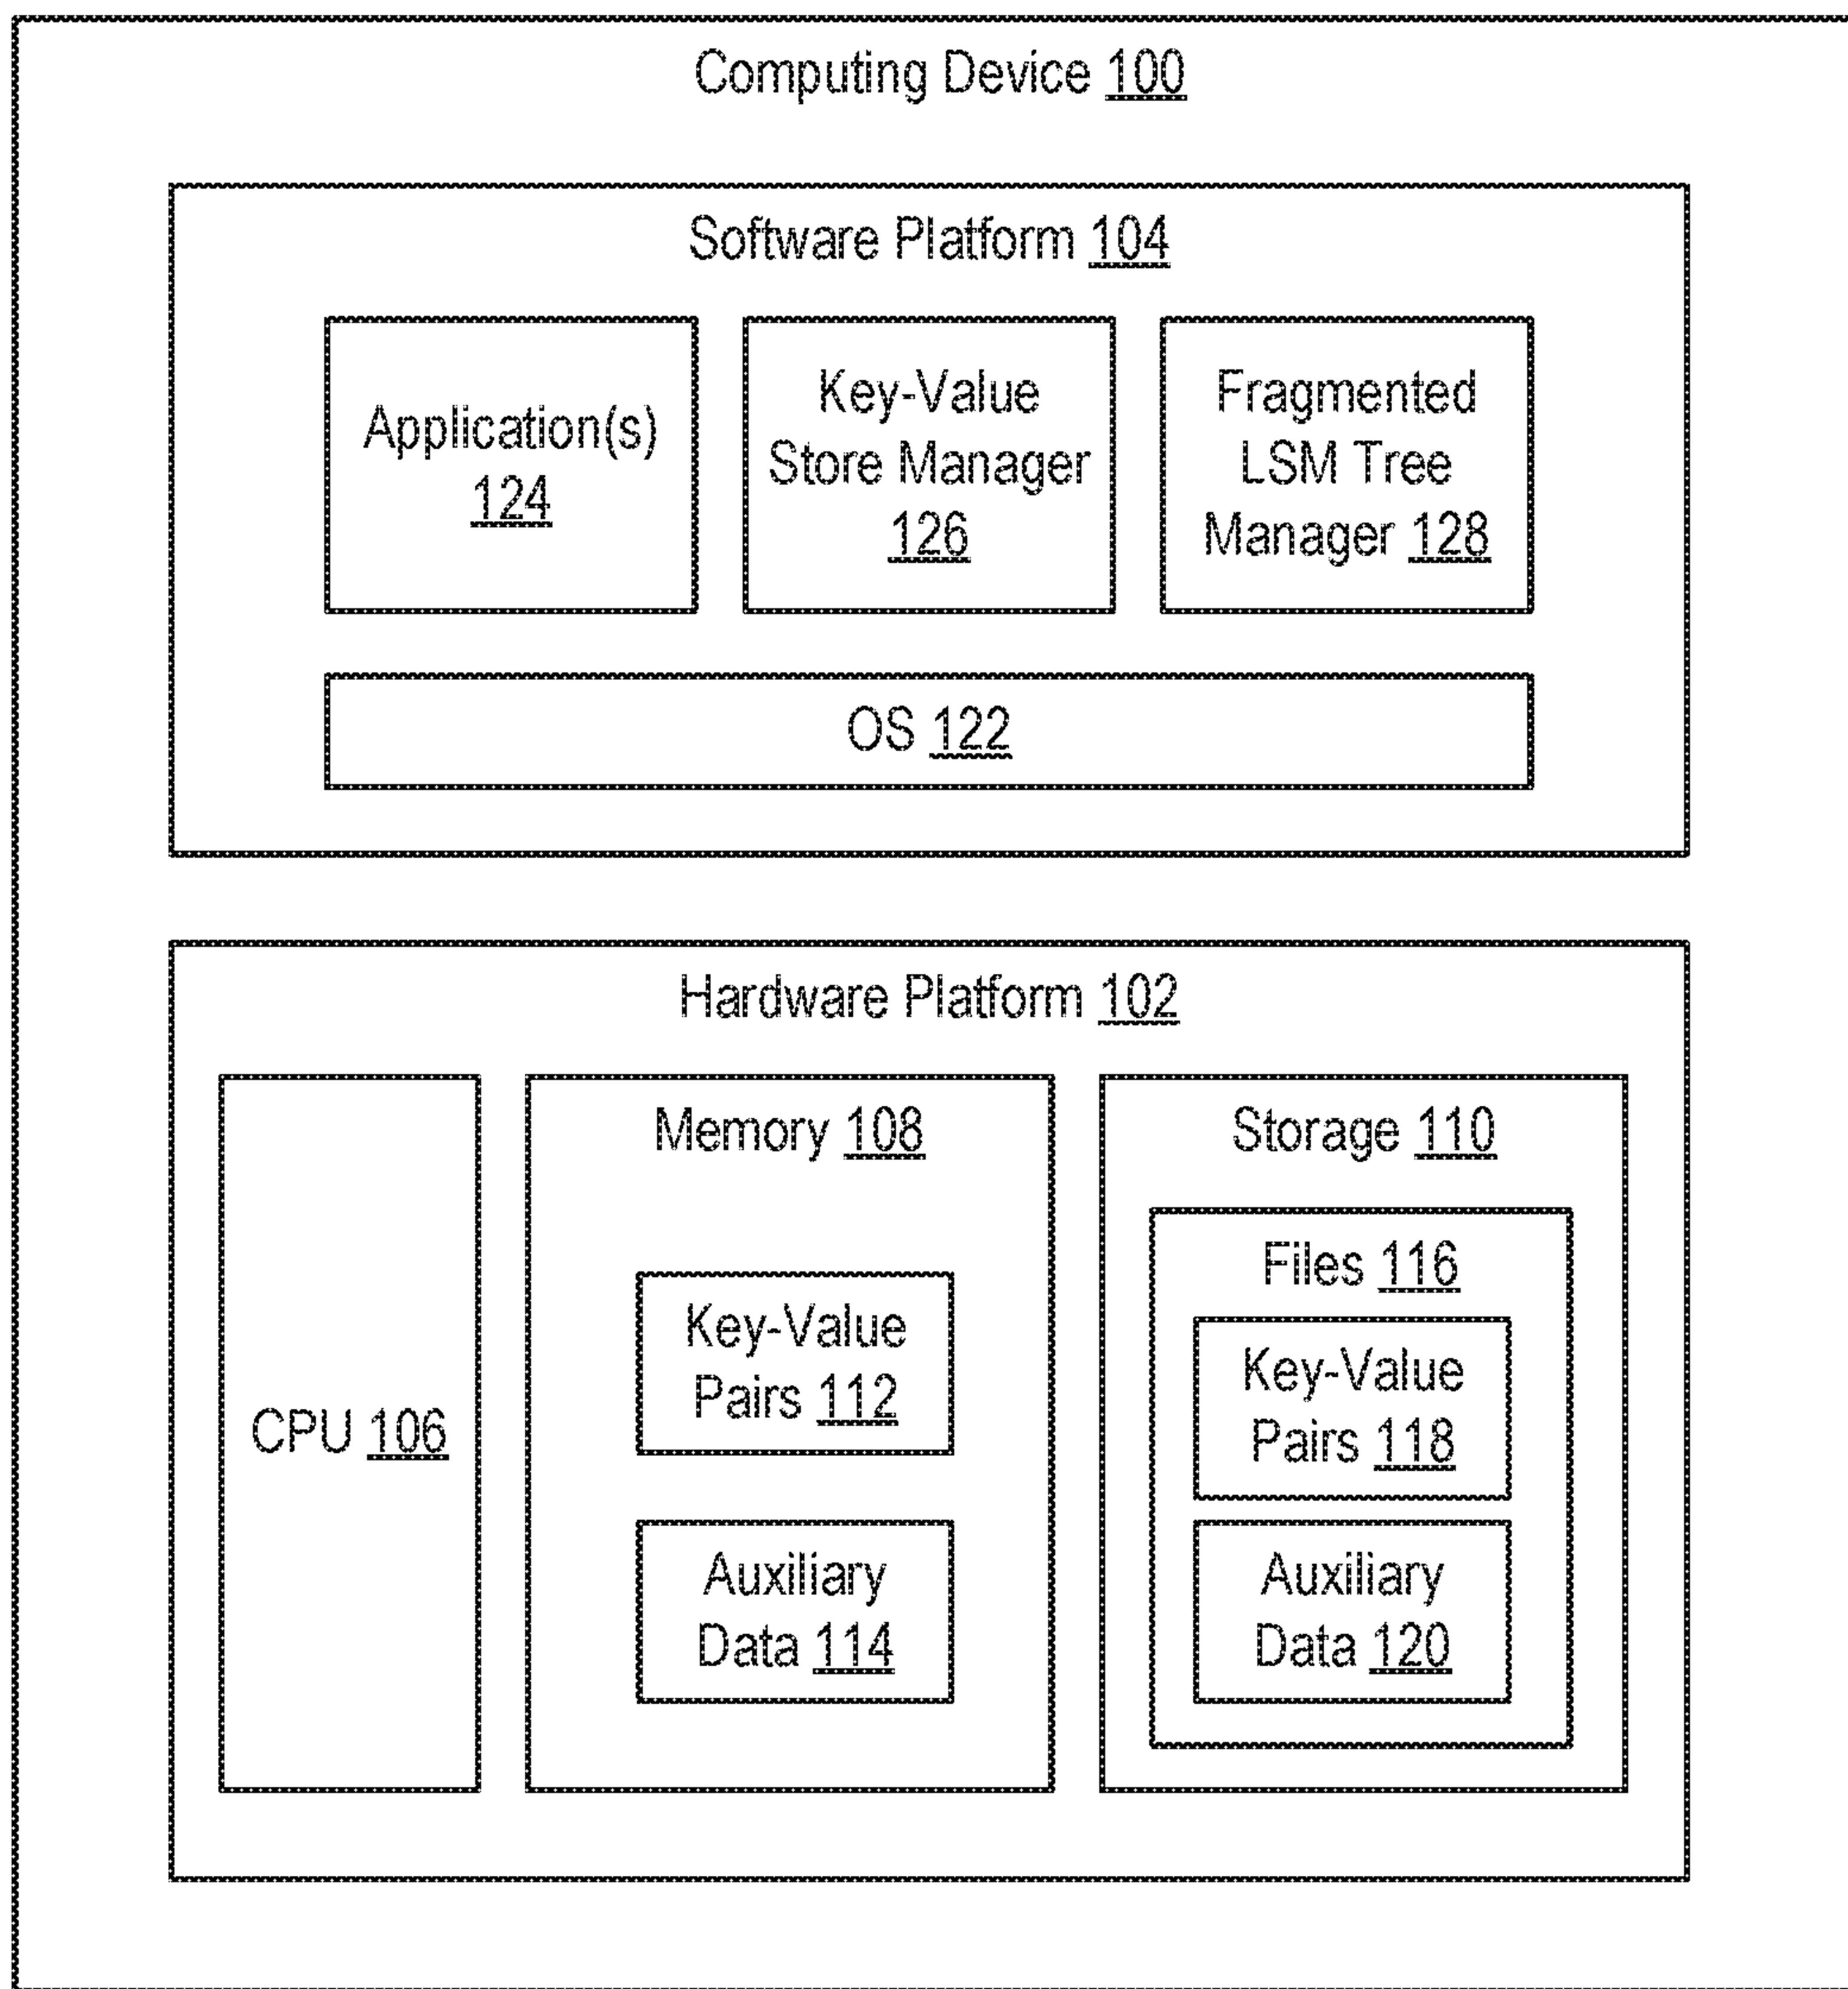 Computing Device 100
Software Platform 104
Application(s)
124
Key-Value
Store Manager
126
Fragmented
LSM Tree
Manager 128
OS 122
Hardware Platform 102
CPU 106
Memory 108
Key-Value
Pairs 112
Auxiliary
Data 114
Storage 110
Files 116
Key-Value
Pairs 118
Auxiliary
Data 120